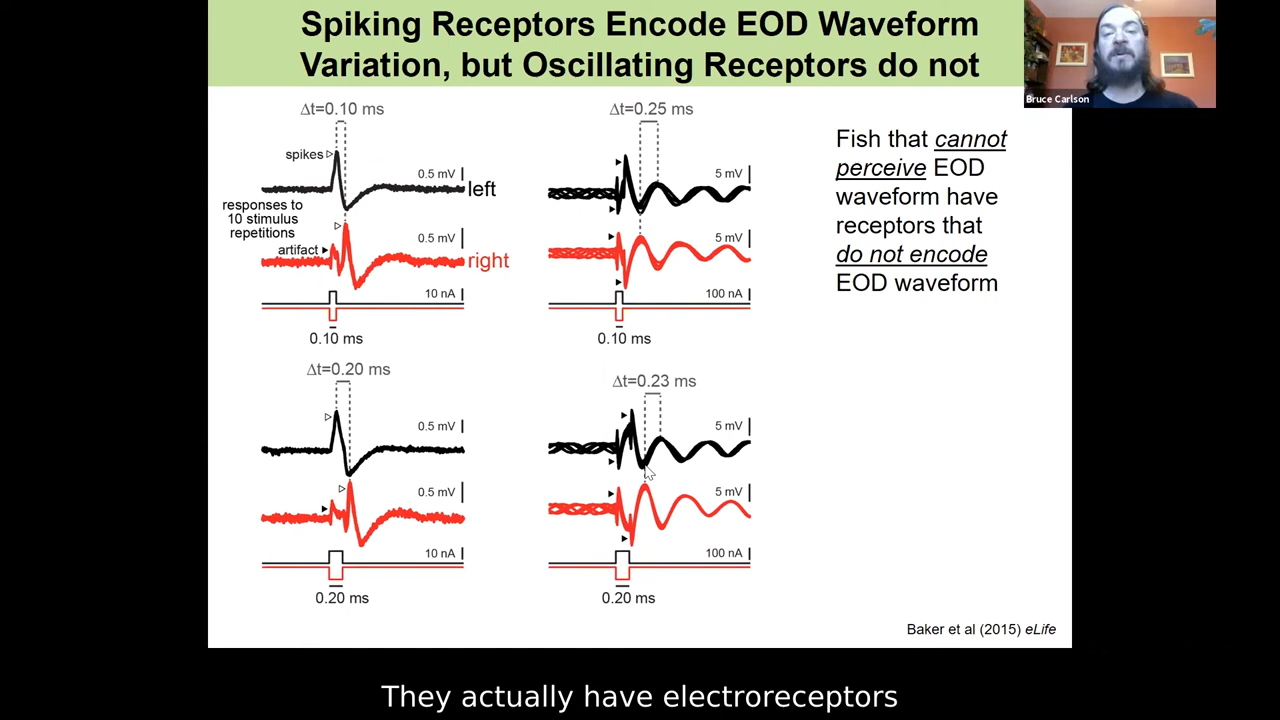 Spiking Receptors Encode EOD Waveform
Variation, but Oscillating Receptors do not
Bruce Carlson
Δt=0.10 ms
spikes
0.5 mV
left
responses to
10 stimulus
repetitions
artifact
0.5 mV
right
10 nA
0.10 ms
Δt=0.25 ms
5 mV
5 mV
100 nA
0.10 ms
Fish that cannot
perceive EOD
waveform have
receptors that
do not encode
EOD waveform
Δt=0.20 ms
0.5 mV
0.5 mV
10 nA
0.20 ms
Δt=0.23 ms
5 mV
5 mV
100 nA
0.20 ms
Baker et al (2015) eLife
They actually have electroreceptors